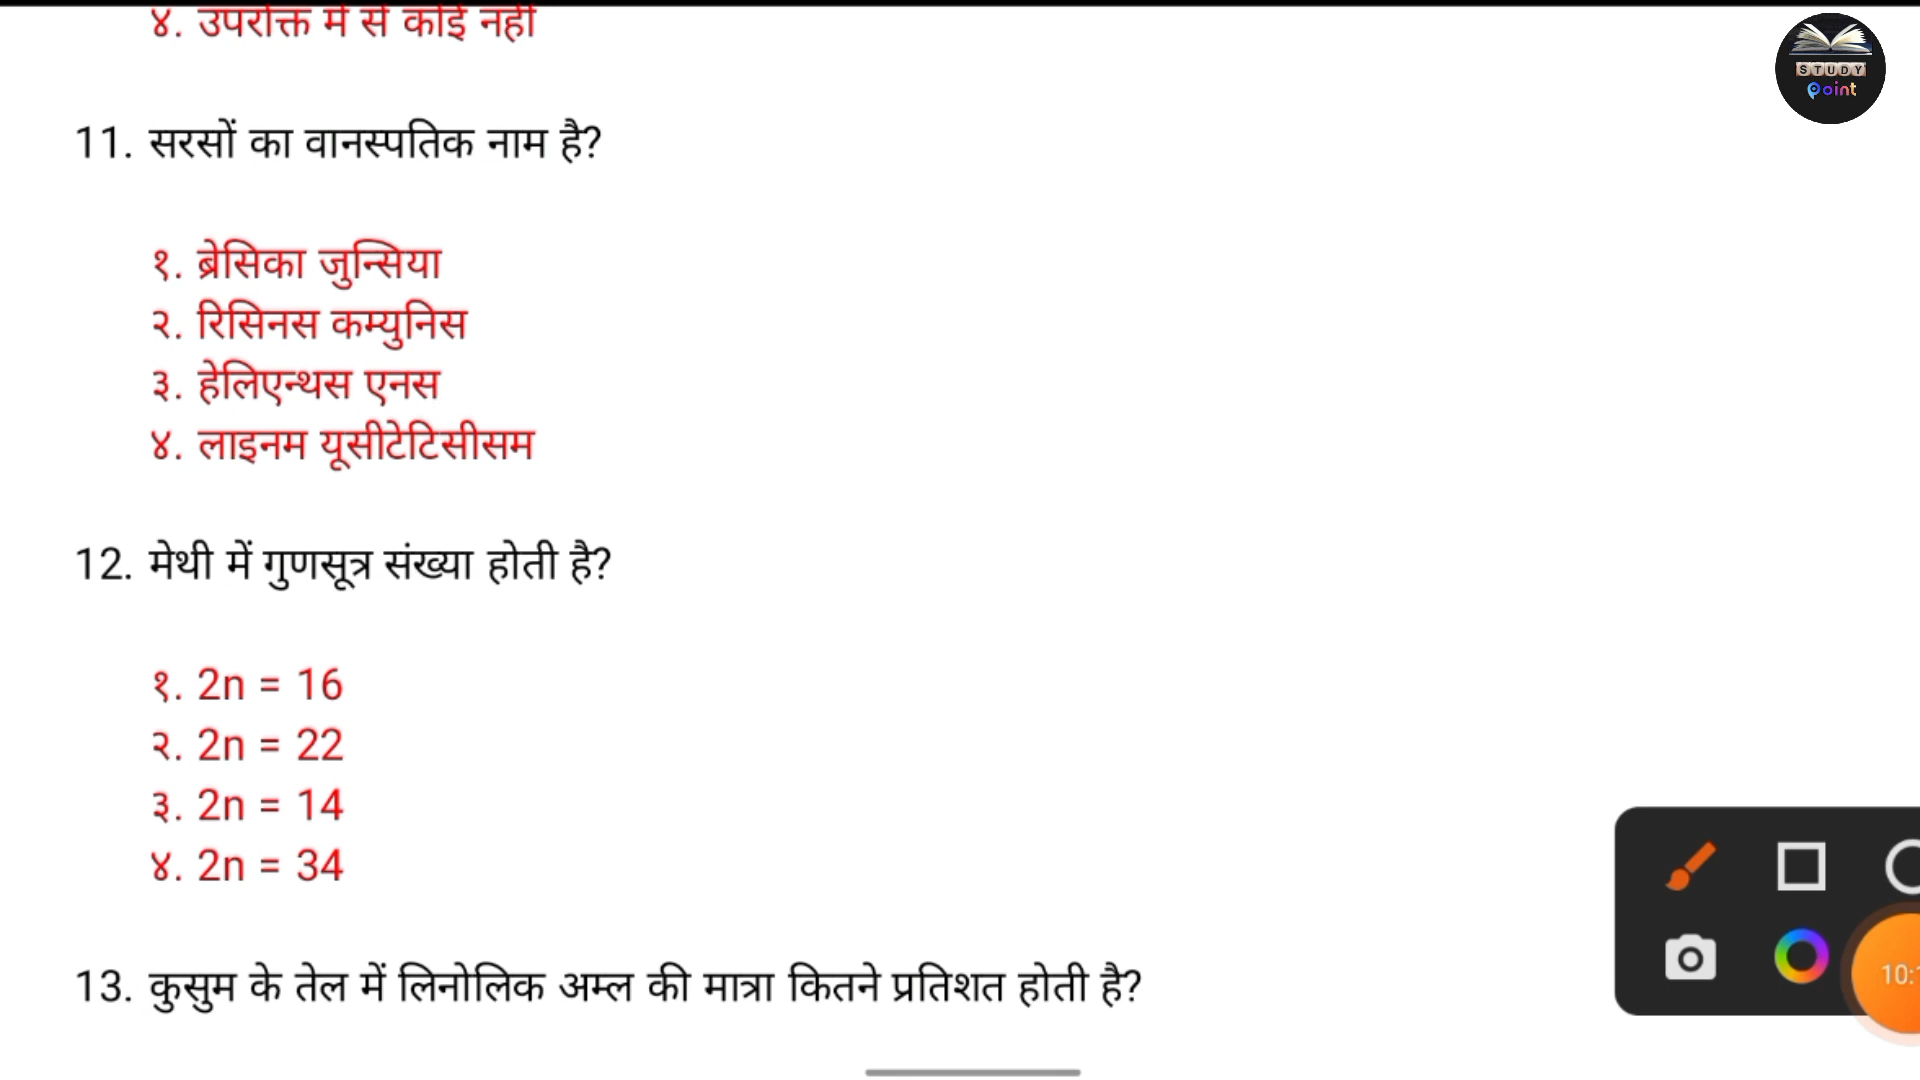 ४. उपरोक्त में से कोई नहीं
STUDY
Point
11. सरसों का वानस्पतिक नाम है?
१. ब्रेसिका जुन्सिया
२. रिसिनस कम्युनिस
३. हेलिएन्थस एनस
४. लाइनम यूसीटेटिसीसम
12. मेथी में गुणसूत्र संख्या होती है?
१. 2n = 16
२. 2n = 22
३. 2n = 14
४. 2n = 34
13. कुसुम के तेल में लिनोलिक अम्ल की मात्रा कितने प्रतिशत होती है?